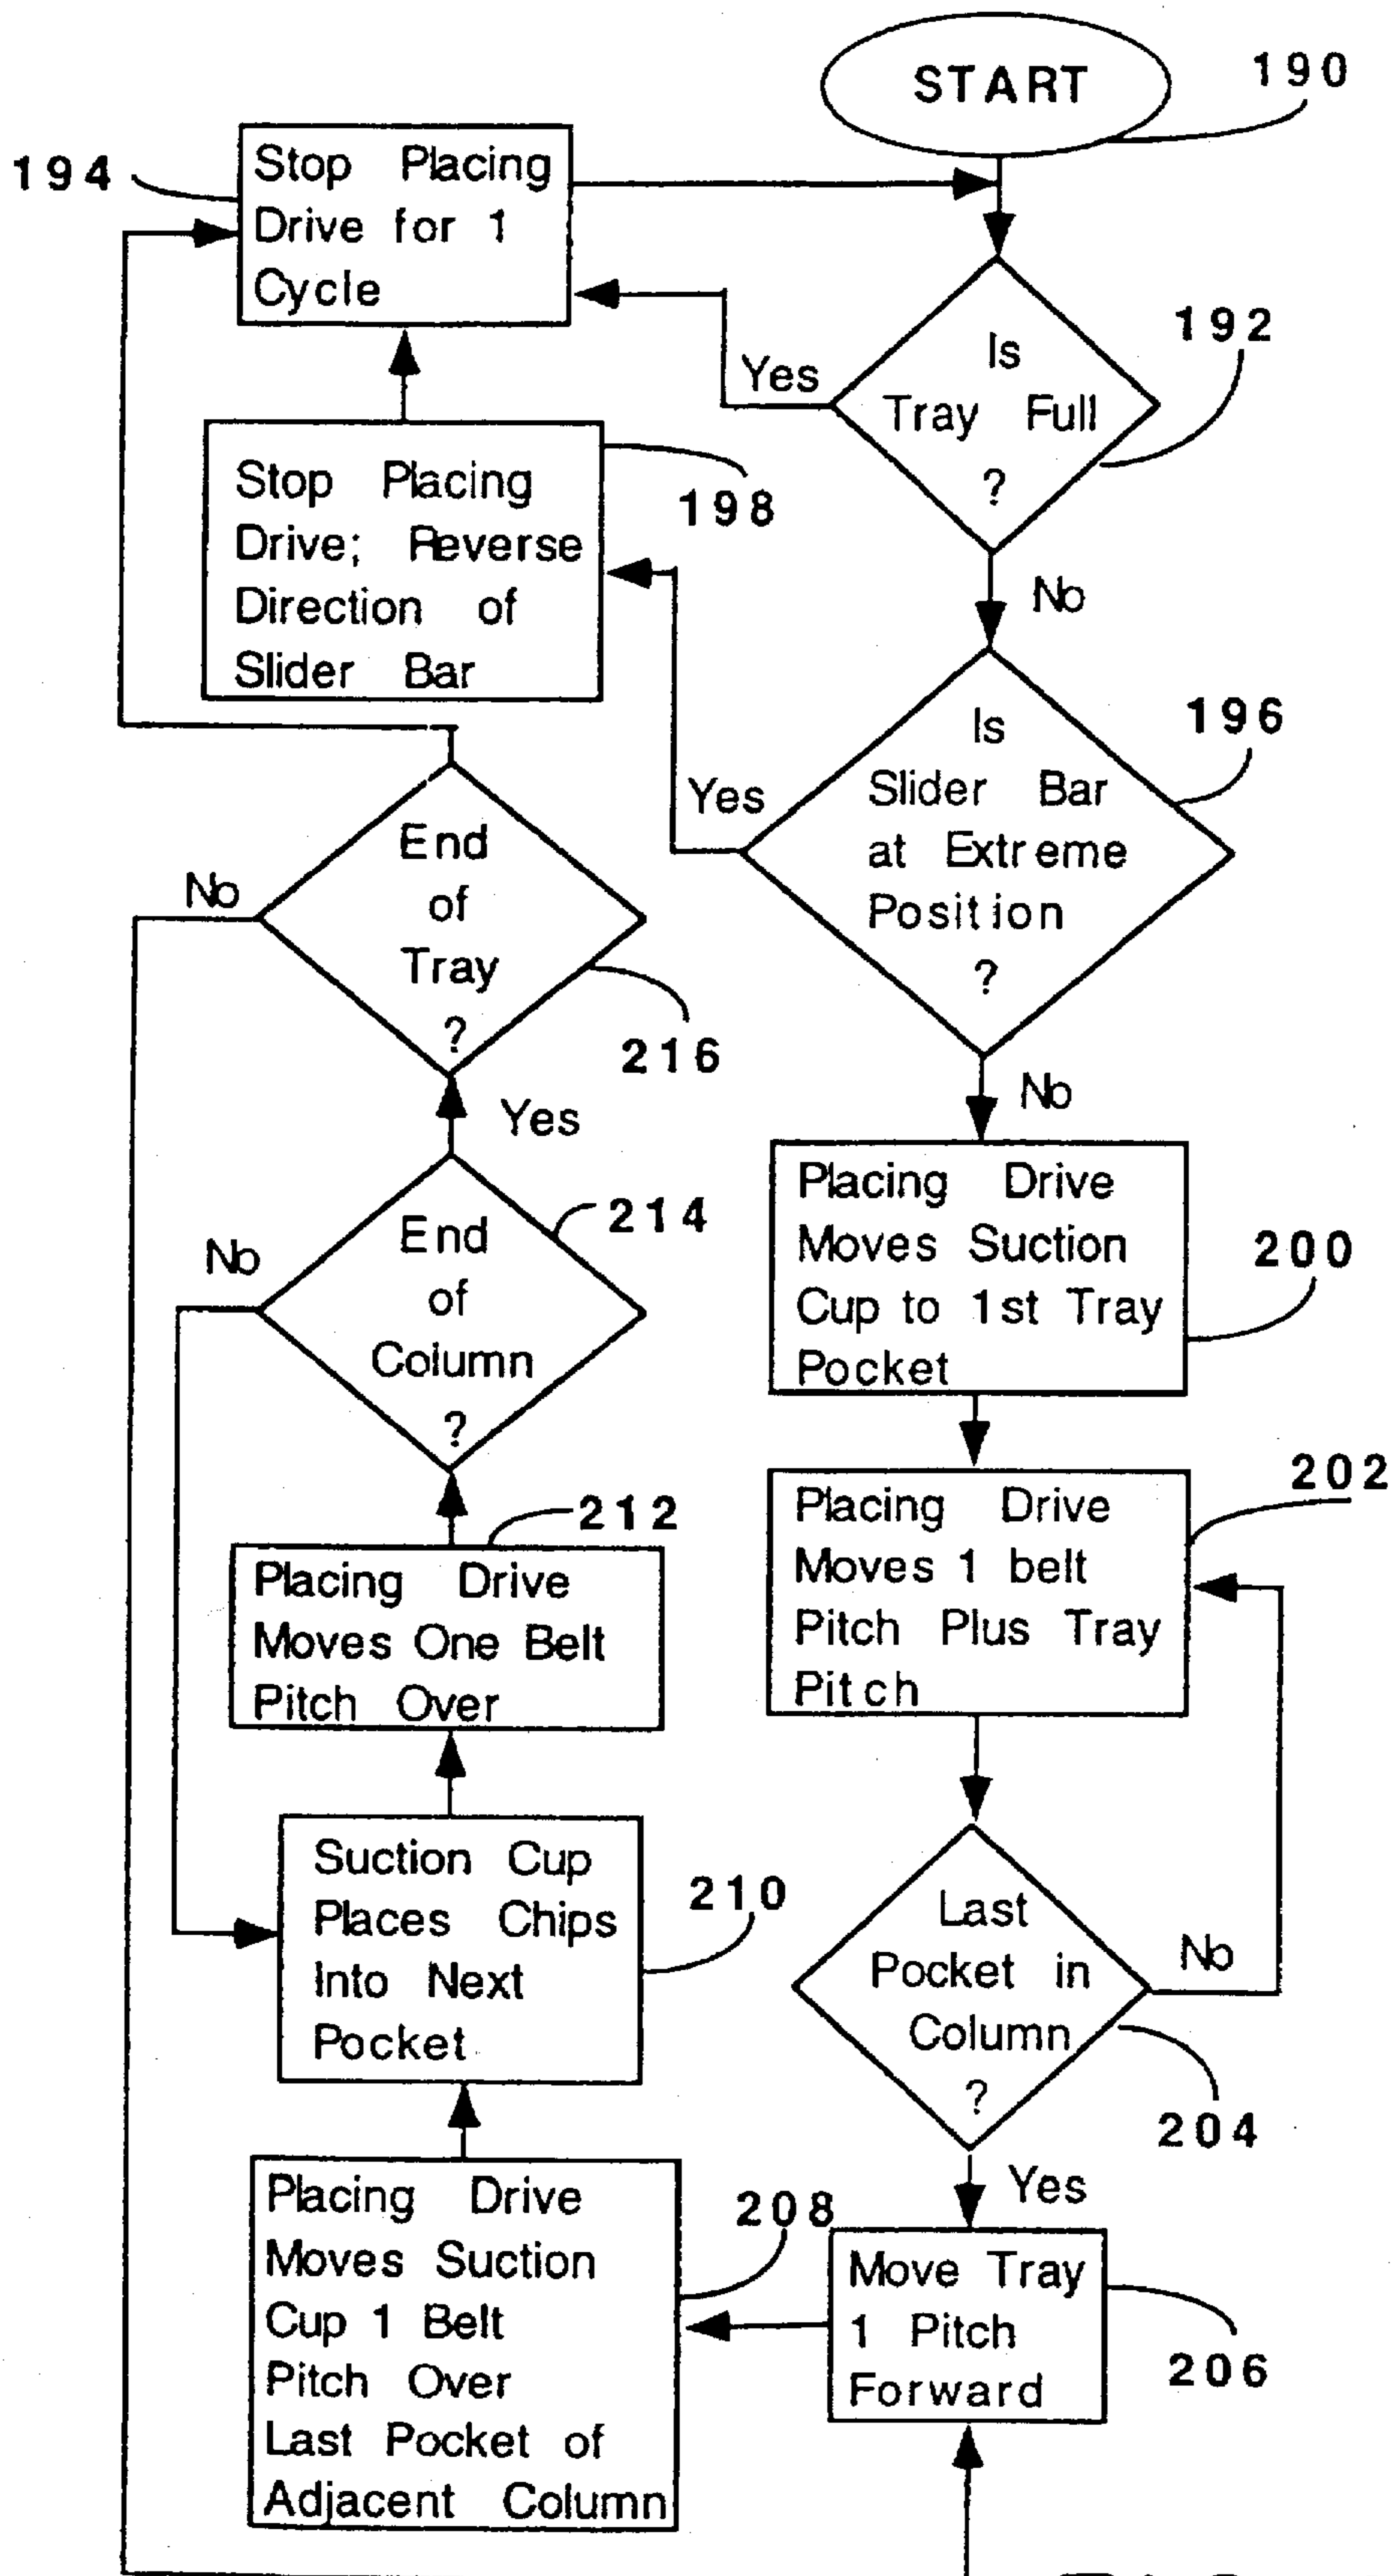 START
190
194
Stop Placing
Drive for 1
Cycle
192
Is
Tray Full
?
Yes
No
198
Stop Placing
Drive; Reverse
Direction of
Slider Bar
196
Is
Slider Bar
at Extreme
Position
?
Yes
No
End
of
Tray
?
No
216
Yes
End
of
Column
?
No
214
Placing Drive
Moves Suction
Cup to 1st Tray
Pocket
200
Placing Drive
Moves 1 belt
Pitch Plus Tray
Pitch
202
212
Placing Drive
Moves One Belt
Pitch Over
Suction Cup
Places Chips
Into Next
Pocket
210
Last
Pocket in
Column
?
No
204
Yes
Placing Drive
Moves Suction
Cup 1 Belt
Pitch Over
Last Pocket of
Adjacent Column
208
Move Tray
1 Pitch
Forward
206